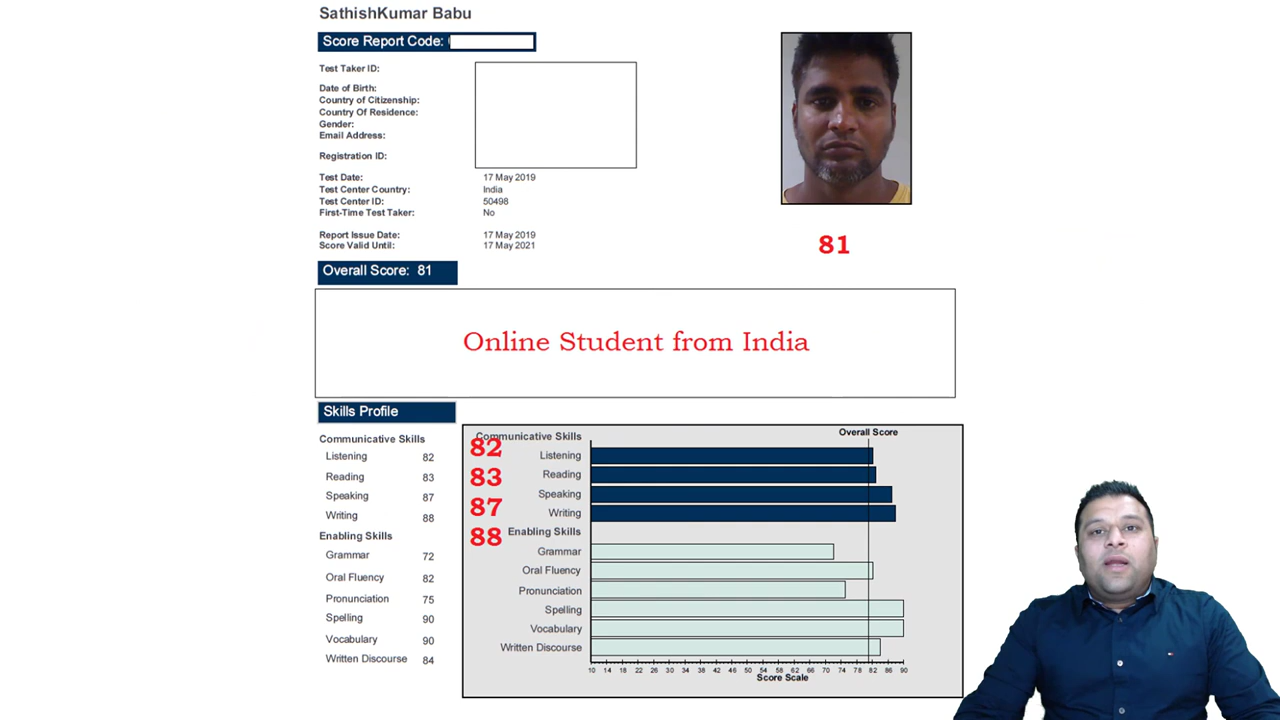 SathishKumar Babu
Score Report Code:
Test Taker ID:
Date of Birth:
Country of Citizenship:
Country Of Residence:
Gender:
Email Address:
Registration ID:
Test Date: 17 May 2019
Test Center Country: India
Test Center ID: 50498
First-Time Test Taker: No
Report Issue Date: 17 May 2019
Score Valid Until: 17 May 2021
81
Overall Score: 81
Online Student from India
Skills Profile
Communicative Skills
Listening 82
Reading 83
Speaking 87
Writing 88
Enabling Skills
Grammar 72
Oral Fluency 82
Pronunciation 75
Spelling 90
Vocabulary 90
Written Discourse 84
Overall Score
Communicative Skills
82
Listening
83
Reading
Speaking
87
Writing
88
Enabling Skills
Grammar
Oral Fluency
Pronunciation
Spelling
Vocabulary
Written Discourse
10 14 18 22 26 30 34 38 42 46 50 54 58 62 66 70 74 78 82 86 90
Score Scale